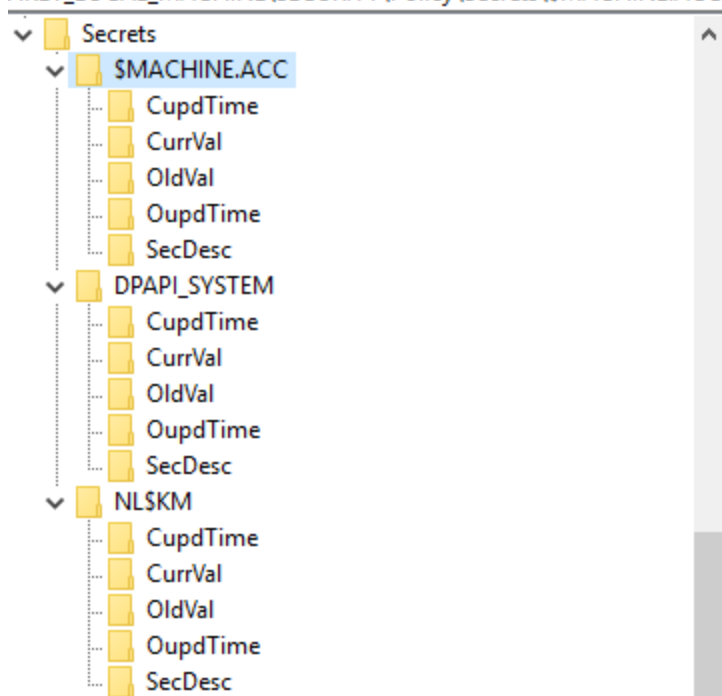 Secrets
$MACHINE.ACC
CupdTime
CurrVal
OldVal
OupdTime
SecDesc
DPAPI_SYSTEM
CupdTime
CurrVal
OldVal
OupdTime
SecDesc
NL$KM
CupdTime
CurrVal
OldVal
OupdTime
SecDesc